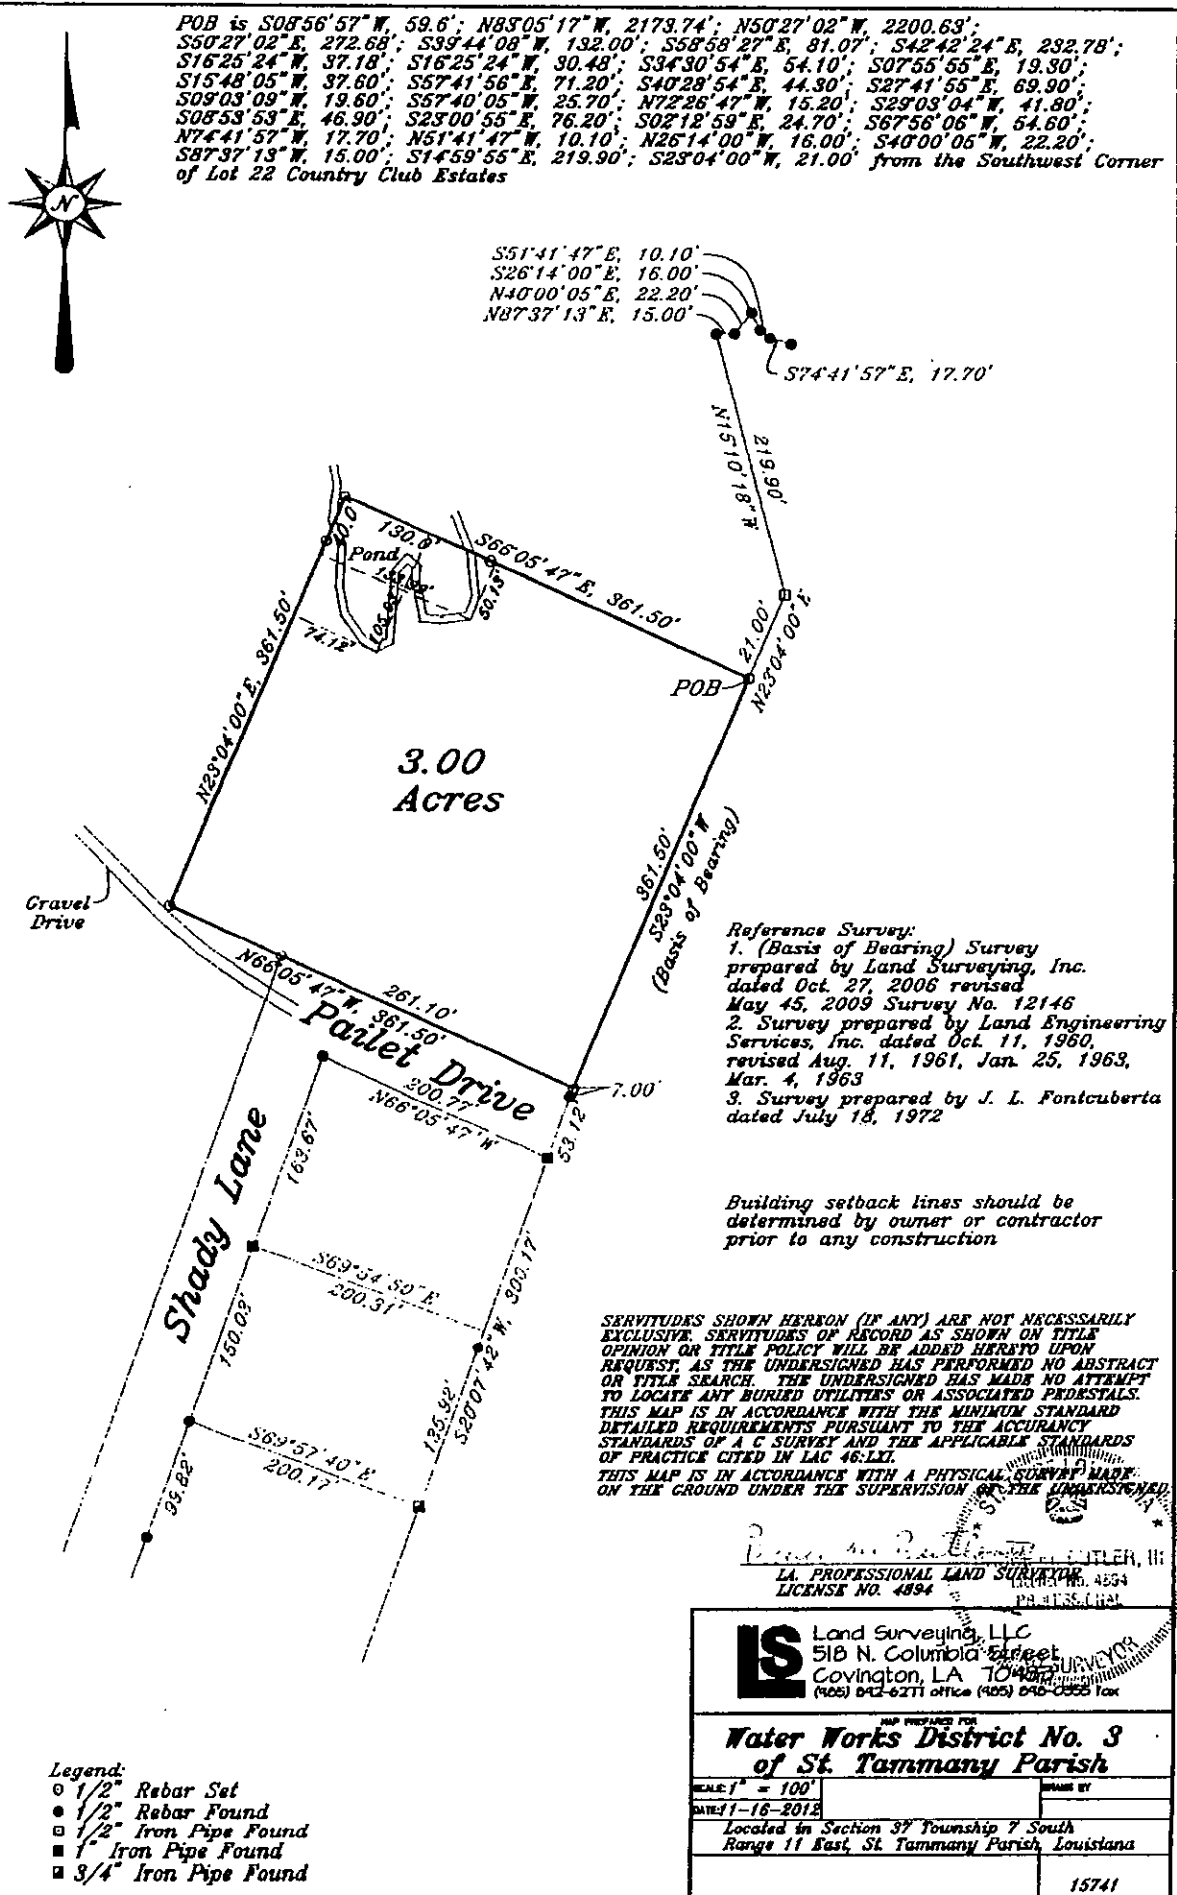 POB is S08°56'57"W, 59.6'; N83°05'17"W, 2173.74'; N50°27'02"W, 2200.63';
S50°27'02"E, 272.68'; S39°44'08"W, 132.00'; S58°58'27"E, 81.07'; S42°42'24"E, 232.78';
S16°25'24"W, 37.18'; S16°25'24"W, 30.48'; S34°30'54"E, 54.10'; S07°55'55"E, 19.30';
S15°48'05"W, 37.60'; S57°41'56"E, 71.20'; S40°28'54"E, 44.30'; S27°41'55"E, 69.90';
S09°03'09"W, 19.60'; S57°40'05"W, 25.70'; N72°26'47"W, 15.20'; S29°03'04"W, 41.80';
S08°53'53"E, 46.90'; S23°00'55"E, 76.20'; S02°12'59"E, 24.70'; S67°56'06"W, 54.60';
N74°41'57"W, 17.70'; N51°41'47"W, 10.10'; N26°14'00"W, 16.00'; S40°00'05"W, 22.20';
S87°37'13"W, 15.00'; S14°59'55"E, 219.90'; S23°04'00"W, 21.00' from the Southwest Corner
of Lot 22 Country Club Estates
N
S51°41'47"E, 10.10'
S26°14'00"E, 16.00'
N40°00'05"E, 22.20'
N87°37'13"E, 15.00'
S74°41'57"E, 17.70'
219.90'
N15°10'18"W
130.0'
Pond
S66°05'47"E, 361.50'
50.13'
74.12'
21.00'
N23°04'00"E
POB
N23°04'00"E, 361.50'
3.00
Acres
361.50'
S23°04'00"W
(Basis of Bearing)
Gravel
Drive
N66°05'47"W, 361.50'
261.10'
Pailet Drive
7.00'
200.77'
N66°05'47"W
53.12'
163.67'
Shady Lane
S69°54'50"E
200.31'
S20°07'42"W, 300.17'
150.03'
135.92'
S69°57'40"E
200.17'
99.82'
Reference Survey:
1. (Basis of Bearing) Survey
prepared by Land Surveying, Inc.
dated Oct. 27, 2006 revised
May 45, 2009 Survey No. 12146
2. Survey prepared by Land Engineering
Services, Inc. dated Oct. 11, 1960,
revised Aug. 11, 1961, Jan. 25, 1963,
Mar. 4, 1963
3. Survey prepared by J. L. Fontcuberta
dated July 18, 1972
Building setback lines should be
determined by owner or contractor
prior to any construction
SERVITUDES SHOWN HEREON (IF ANY) ARE NOT NECESSARILY
EXCLUSIVE. SERVITUDES OF RECORD AS SHOWN ON TITLE
OPINION OR TITLE POLICY WILL BE ADDED HERETO UPON
REQUEST, AS THE UNDERSIGNED HAS PERFORMED NO ABSTRACT
OR TITLE SEARCH. THE UNDERSIGNED HAS MADE NO ATTEMPT
TO LOCATE ANY BURIED UTILITIES OR ASSOCIATED PEDESTALS.
THIS MAP IS IN ACCORDANCE WITH THE MINIMUM STANDARD
DETAILED REQUIREMENTS PURSUANT TO THE ACCURANCY
STANDARDS OF A C SURVEY AND THE APPLICABLE STANDARDS
OF PRACTICE CITED IN LAC 46:LXI.
THIS MAP IS IN ACCORDANCE WITH A PHYSICAL SURVEY MADE
ON THE GROUND UNDER THE SUPERVISION OF THE UNDERSIGNED
LA. PROFESSIONAL LAND SURVEYOR
LICENSE NO. 4894
BUTLER, III
PROFESSIONAL
SURVEYOR
LS
Land Surveying, LLC
518 N. Columbia Street
Covington, LA
(985) 892-6277 office (985) 898-0355 fax
MAP PREPARED FOR
Water Works District No. 3
of St. Tammany Parish
SCALE: 1" = 100'
DRAWN BY
DATE: 11-16-2012
Located in Section 37 Township 7 South
Range 11 East, St. Tammany Parish, Louisiana
15741
Legend:
1/2" Rebar Set
1/2" Rebar Found
1/2" Iron Pipe Found
1" Iron Pipe Found
3/4" Iron Pipe Found